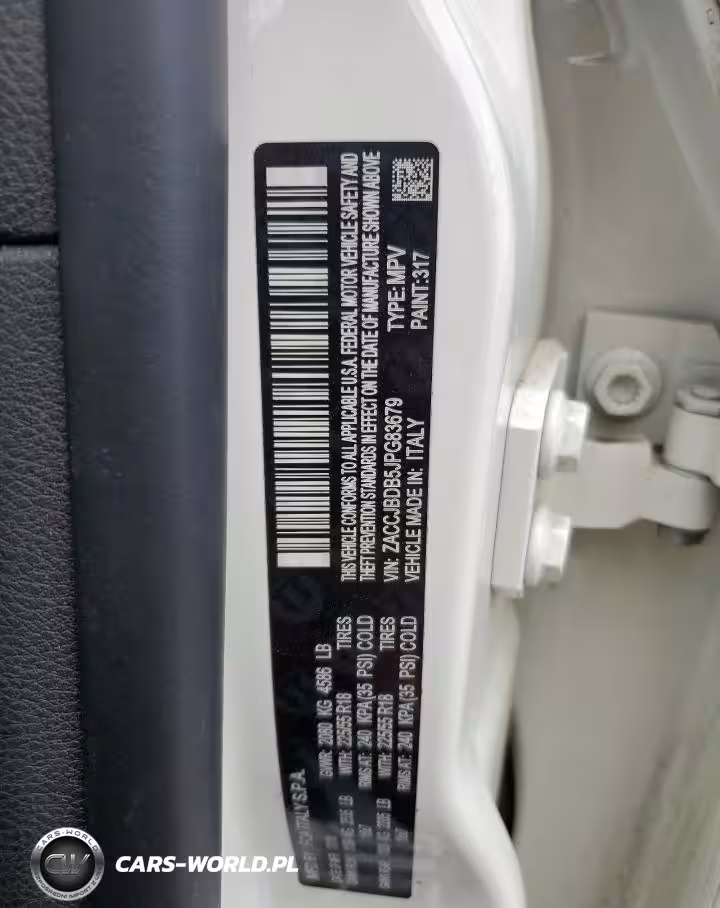 MFD BY FCA ITALY S.P.A.
GVWR: 2080 KG 4586 LB
WITH: 225/55 R18 TIRES
RIMS AT: 240 KPA (35 PSI) COLD
WITH: 225/55 R18 TIRES
RIMS AT: 240 KPA (35 PSI) COLD
THIS VEHICLE CONFORMS TO ALL APPLICABLE U.S.A. FEDERAL MOTOR VEHICLE SAFETY AND
THEFT PREVENTION STANDARDS IN EFFECT ON THE DATE OF MANUFACTURE SHOWN ABOVE
VIN: ZACCJBDB5JPG83679 TYPE: MPV
VEHICLE MADE IN: ITALY PAINT: 317
CARS-WORLD
CW
CARS-WORLD.PL